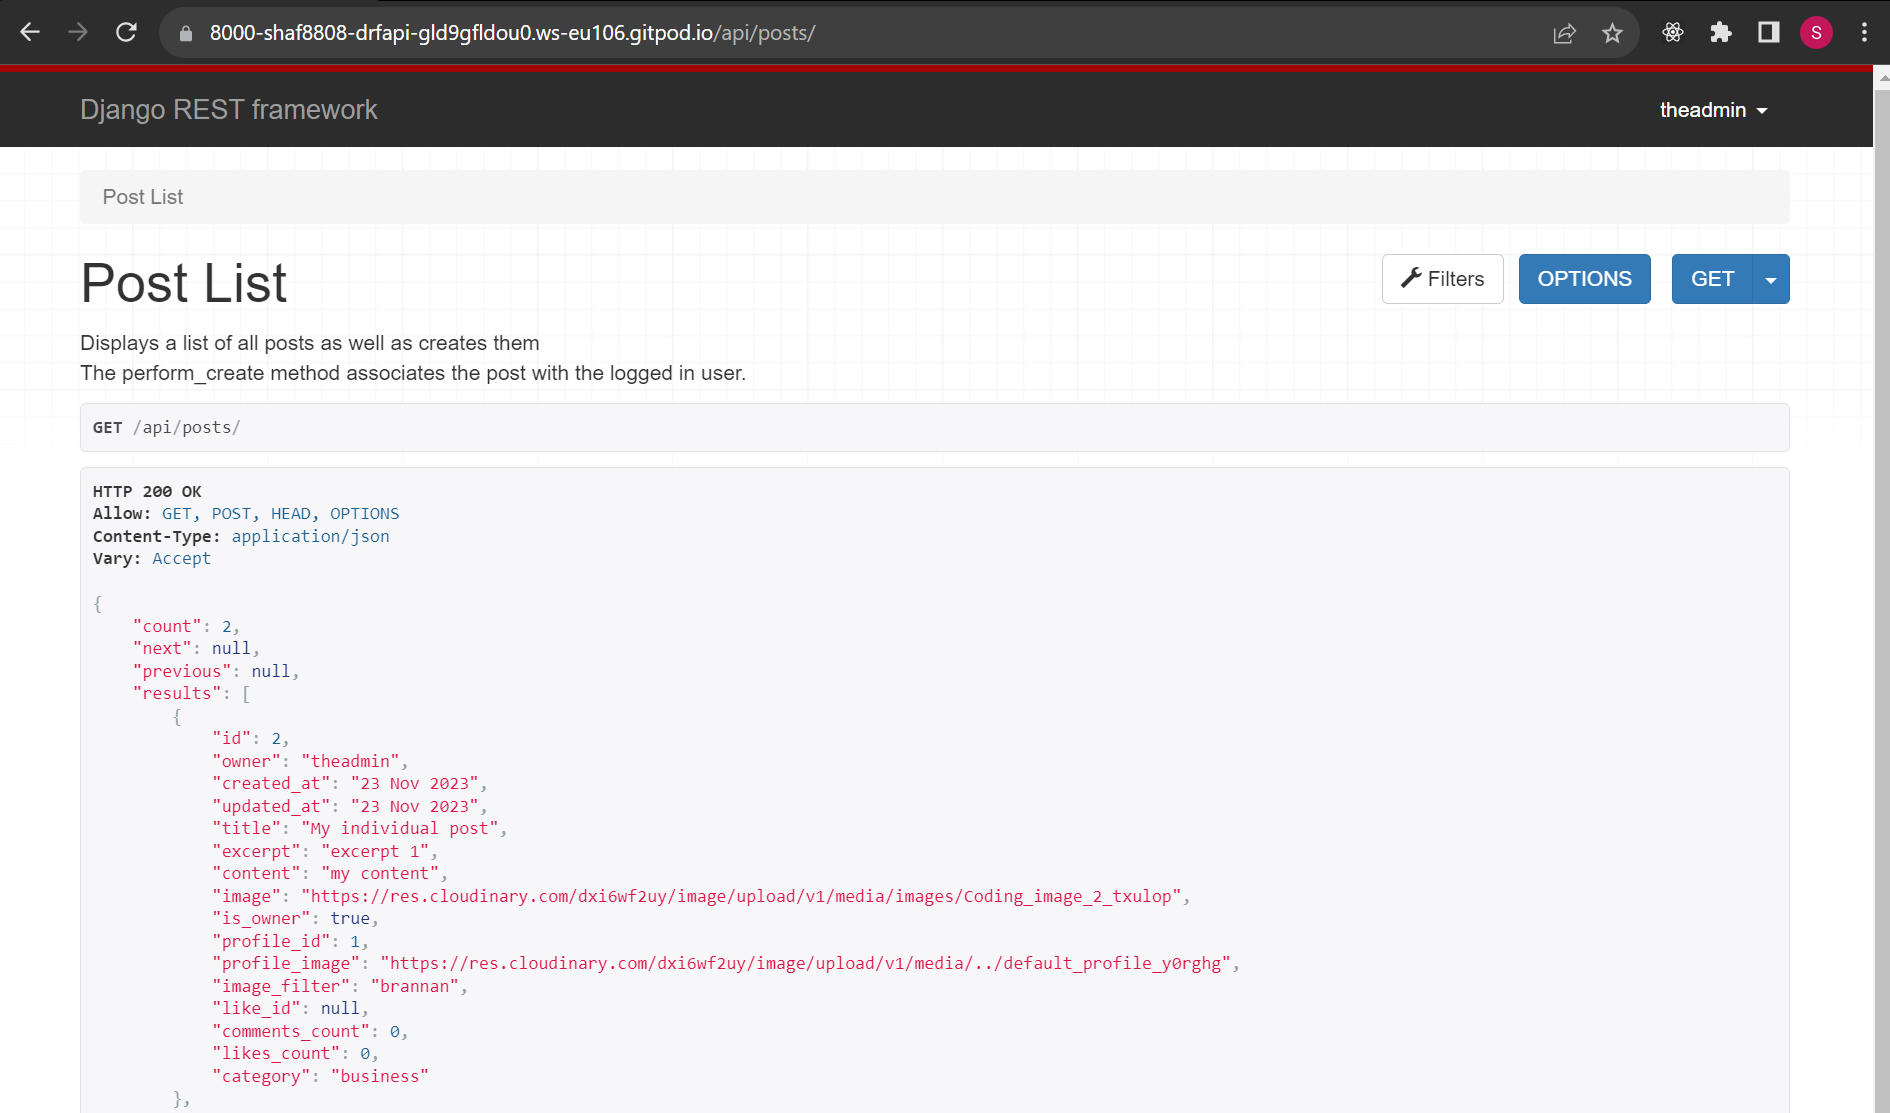 8000-shaf8808-drfapi-gld9gfldou0.ws-eu106.gitpod.io/api/posts/
S
Django REST framework
theadmin
Post List
Post List
Filters
OPTIONS
GET
Displays a list of all posts as well as creates them
The perform_create method associates the post with the logged in user.
GET /api/posts/
HTTP 200 OK
Allow: GET, POST, HEAD, OPTIONS
Content-Type: application/json
Vary: Accept
{
    "count": 2,
    "next": null,
    "previous": null,
    "results": [
        {
            "id": 2,
            "owner": "theadmin",
            "created_at": "23 Nov 2023",
            "updated_at": "23 Nov 2023",
            "title": "My individual post",
            "excerpt": "excerpt 1",
            "content": "my content",
            "image": "https://res.cloudinary.com/dxi6wf2uy/image/upload/v1/media/images/Coding_image_2_txulop",
            "is_owner": true,
            "profile_id": 1,
            "profile_image": "https://res.cloudinary.com/dxi6wf2uy/image/upload/v1/media/../default_profile_y0rghg",
            "image_filter": "brannan",
            "like_id": null,
            "comments_count": 0,
            "likes_count": 0,
            "category": "business"
        },